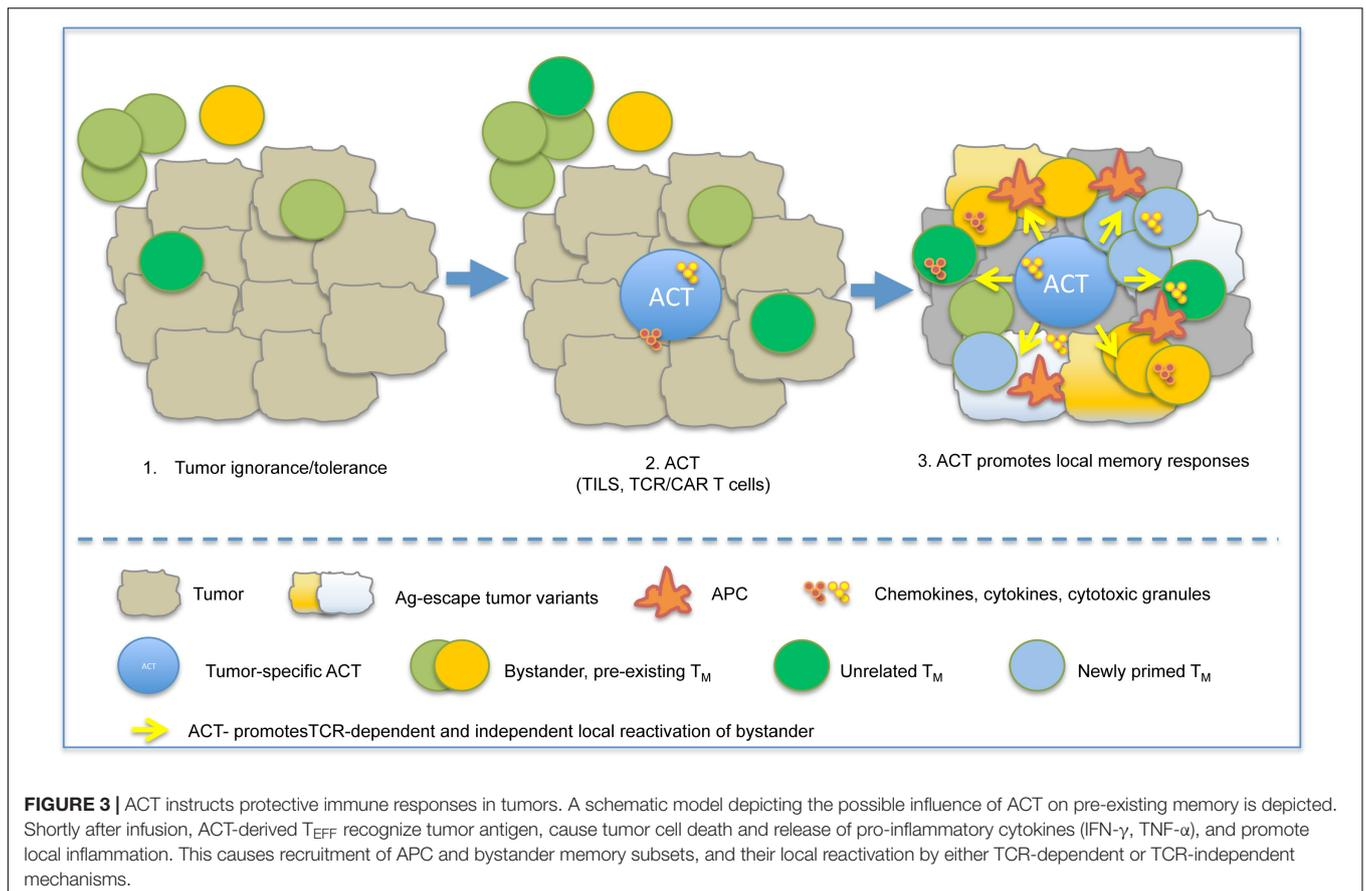 ACT
ACT
1. Tumor ignorance/tolerance
2. ACT
(TILS, TCR/CAR T cells)
3. ACT promotes local memory responses
Tumor
Ag-escape tumor variants
APC
Chemokines, cytokines, cytotoxic granules
ACT
Tumor-specific ACT
Bystander, pre-existing TM
Unrelated TM
Newly primed TM
ACT- promotesTCR-dependent and independent local reactivation of bystander
FIGURE 3 | ACT instructs protective immune responses in tumors. A schematic model depicting the possible influence of ACT on pre-existing memory is depicted.
Shortly after infusion, ACT-derived TEFF recognize tumor antigen, cause tumor cell death and release of pro-inflammatory cytokines (IFN-γ, TNF-α), and promote
local inflammation. This causes recruitment of APC and bystander memory subsets, and their local reactivation by either TCR-dependent or TCR-independent
mechanisms.